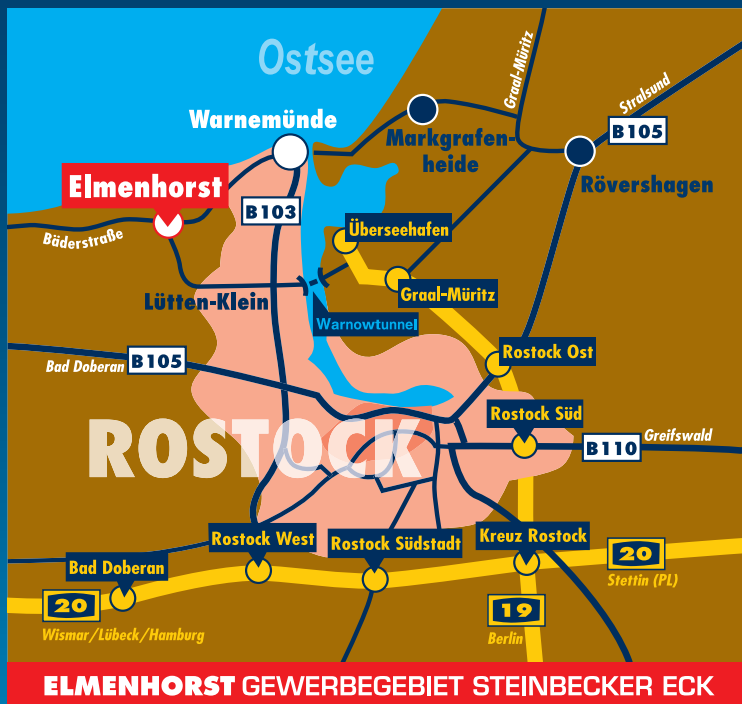 Ostsee
Graal-Müritz
Stralsund
Warnemünde
B105
Markgrafen-
heide
Elmenhorst
Rövershagen
B103
Überseehafen
Bäderstraße
Lütten-Klein
Graal-Müritz
Warnowtunnel
Bad Doberan
B105
Rostock Ost
ROSTOCK
Rostock Süd
Greifswald
B110
Rostock West
Rostock Südstadt
Kreuz Rostock
20
Stettin (PL)
Bad Doberan
20
Wismar/Lübeck/Hamburg
19
Berlin
ELMENHORST GEWERBEGEBIET STEINBECKER ECK